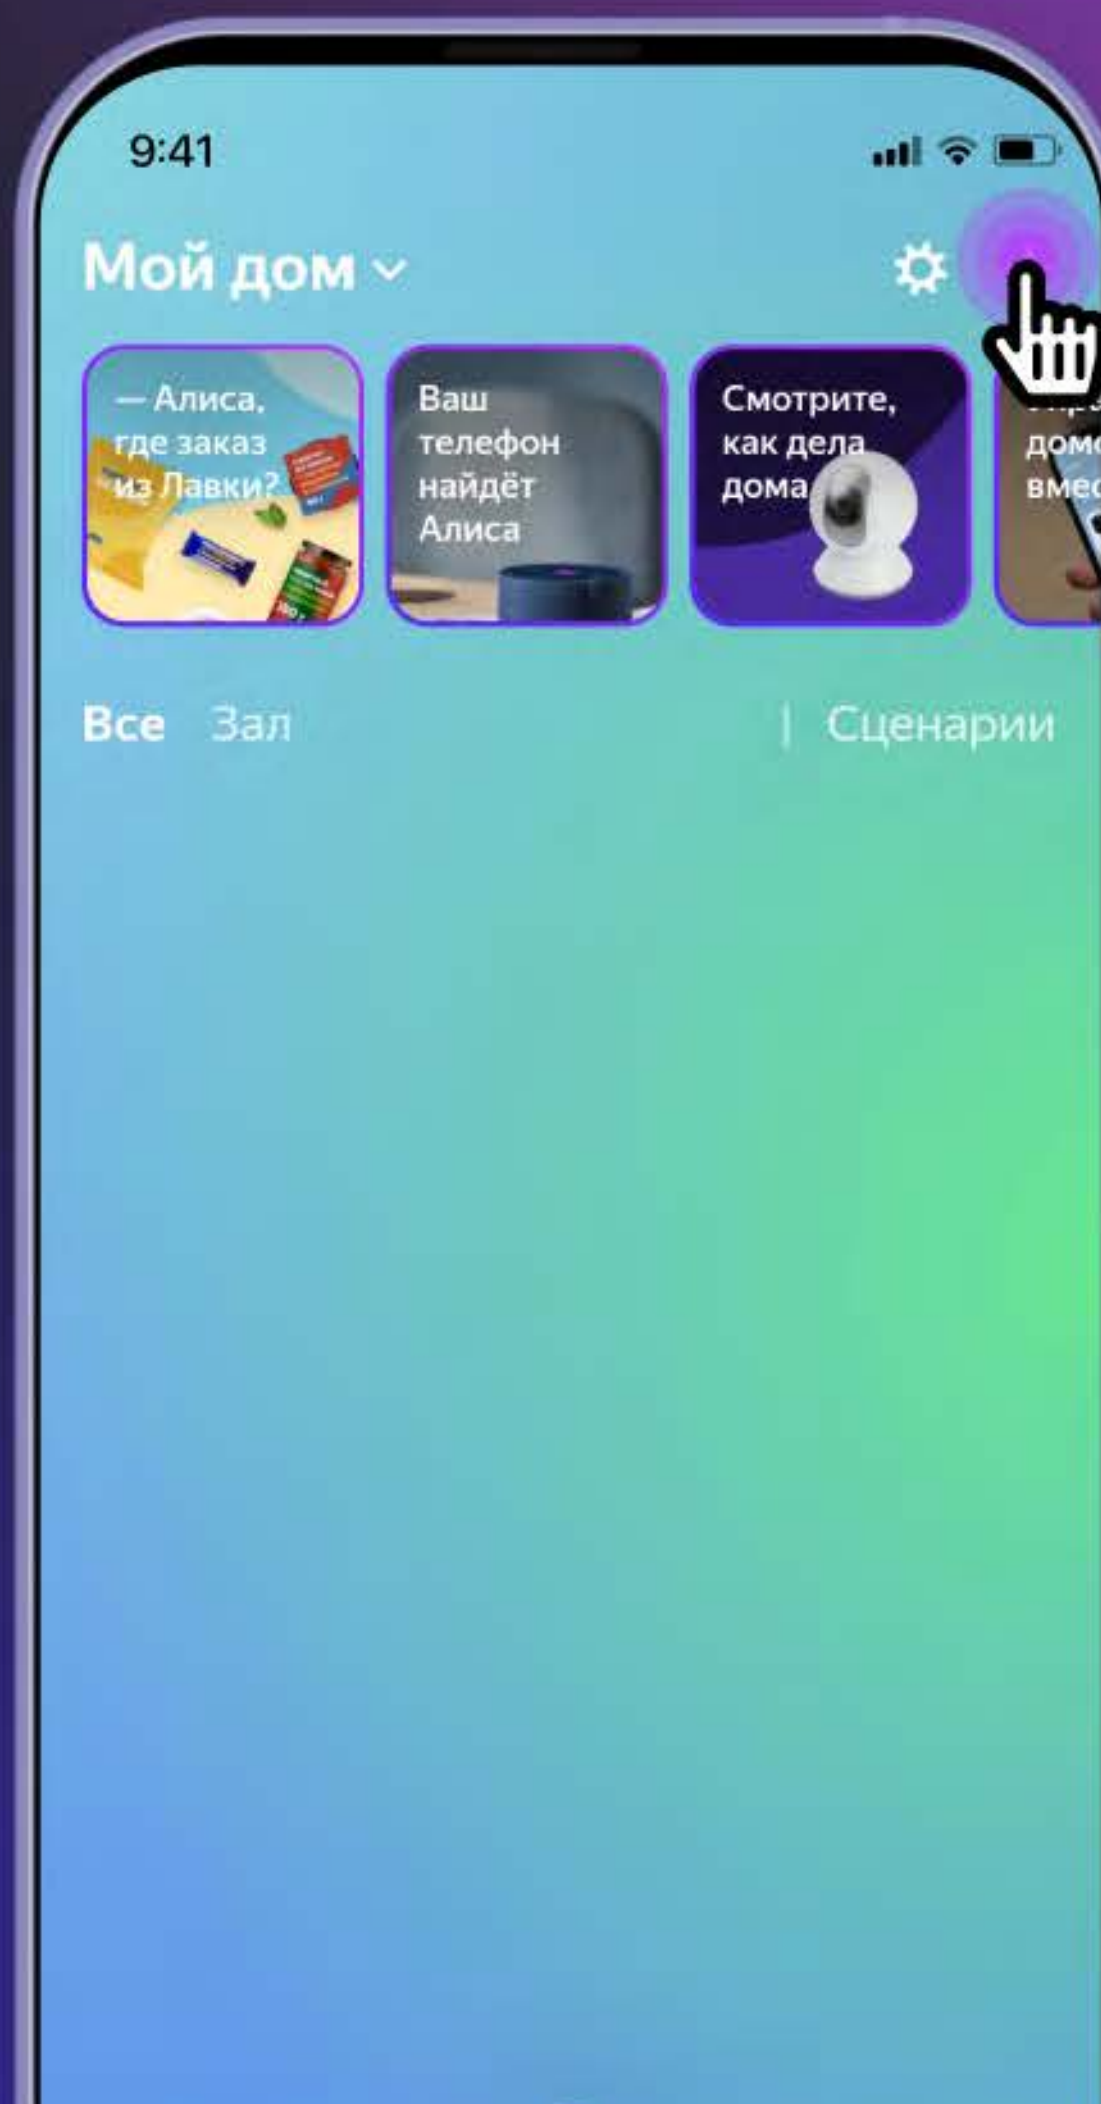 9:41
Мой дом
— Алиса,
где заказ
из Лавки?
Ваш
телефон
найдёт
Алиса
Смотрите,
как дела
дома
Все Зал | Сценарии